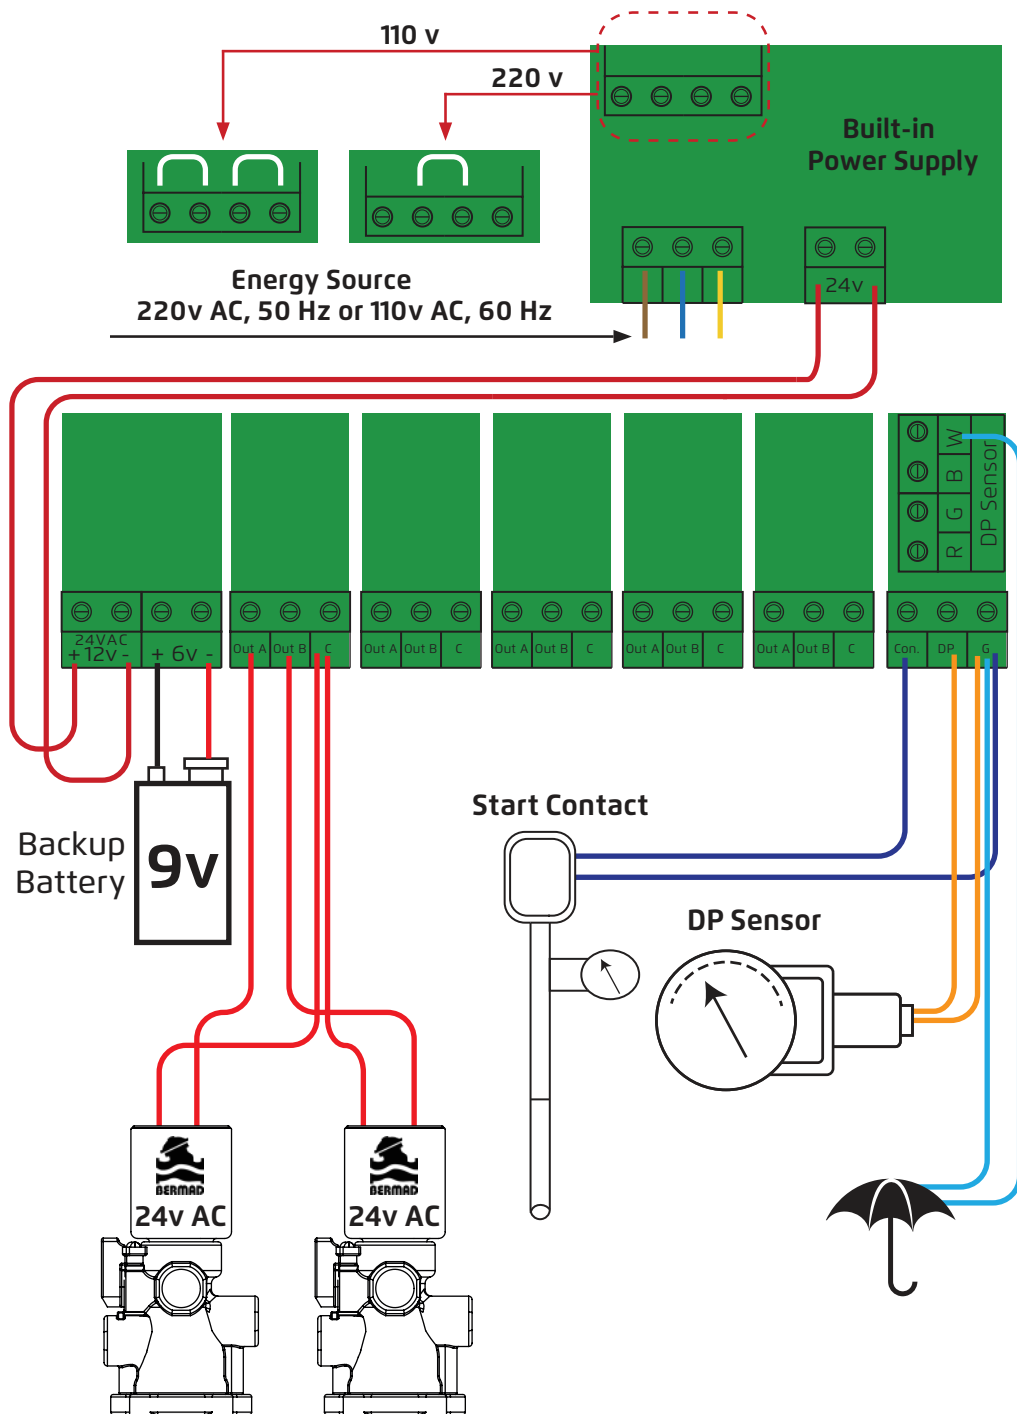 110 v
220 v
Built-in
Power Supply
Energy Source
220v AC, 50 Hz or 110v AC, 60 Hz
24v
W
B
G
R
DP Sensor
24VAC
+ 12v -
+ 6v -
Out A Out B C
Out A Out B C
Out A Out B C
Out A Out B C
Out A Out B C
Con. DP G
Start Contact
Backup
Battery
9v
DP Sensor
BERMAD
24v AC
BERMAD
24v AC